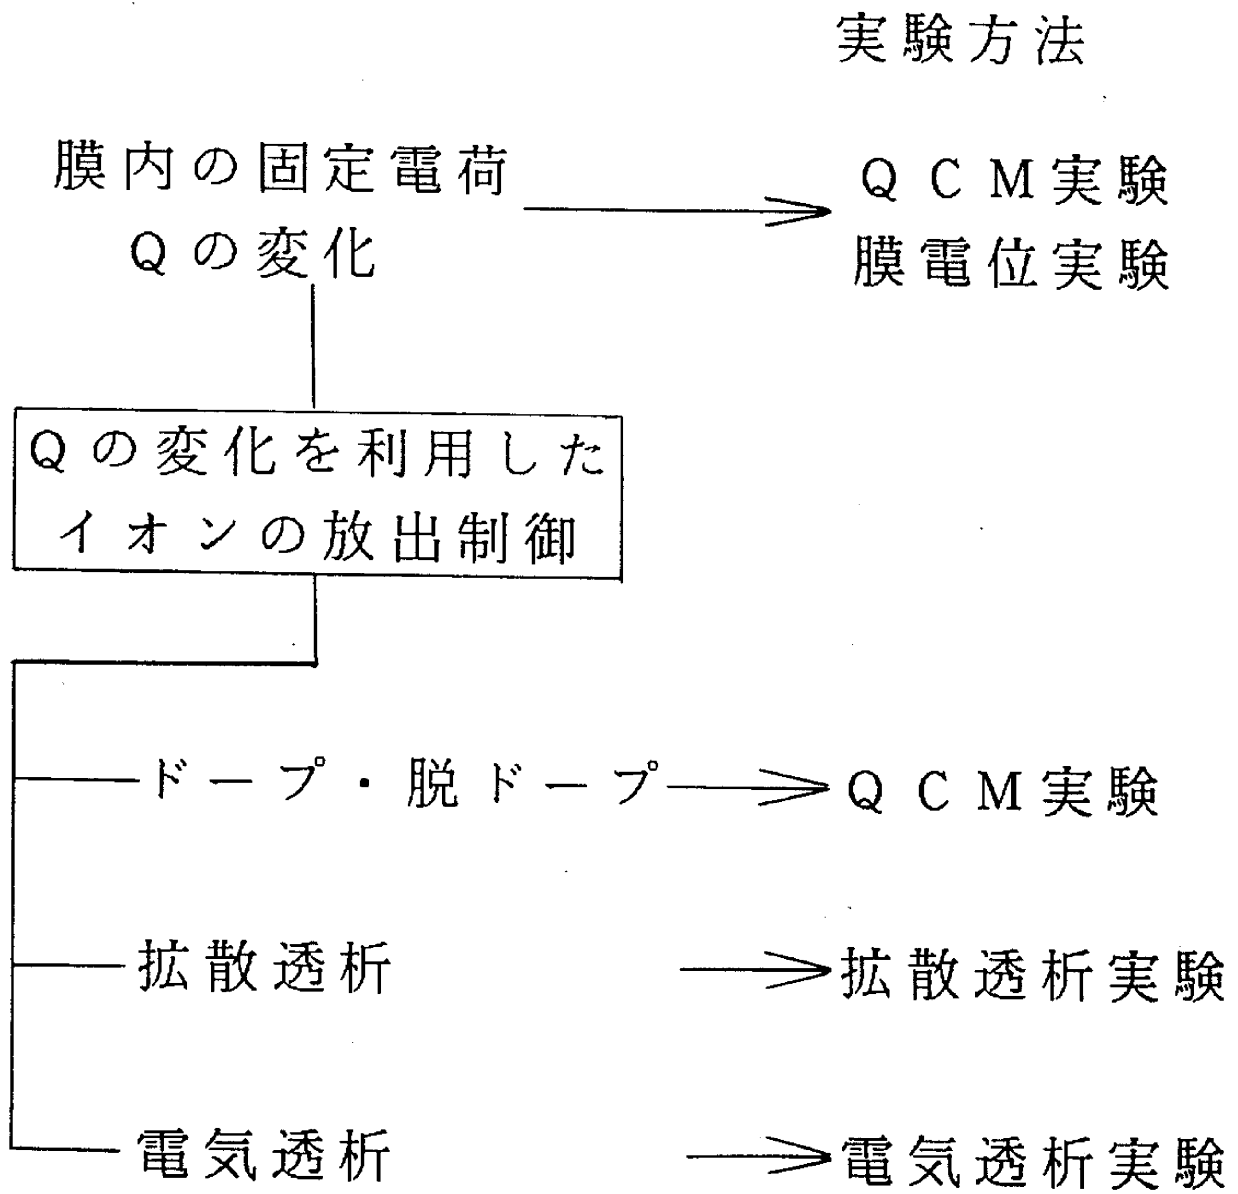 実験方法
膜内の固定電荷
Qの変化
QCM実験
膜電位実験
Qの変化を利用した
イオンの放出制御
ドープ・脱ドープ
QCM実験
拡散透析
拡散透析実験
電気透析
電気透析実験